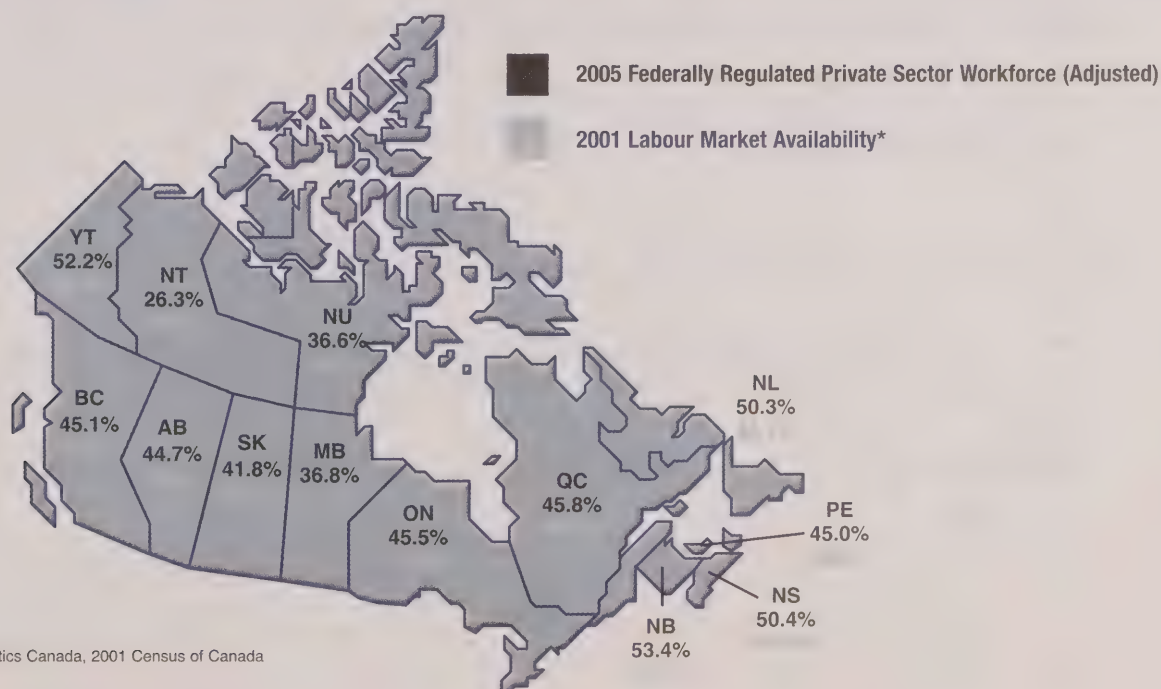 2005 Federally Regulated Private Sector Workforce (Adjusted)
2001 Labour Market Availability*
YT
52.2%
NT
26.3%
NU
36.6%
BC
45.1%
AB
44.7%
SK
41.8%
MB
36.8%
ON
45.5%
QC
45.8%
NL
50.3%
PE
45.0%
NS
50.4%
NB
53.4%
tics Canada, 2001 Census of Canada